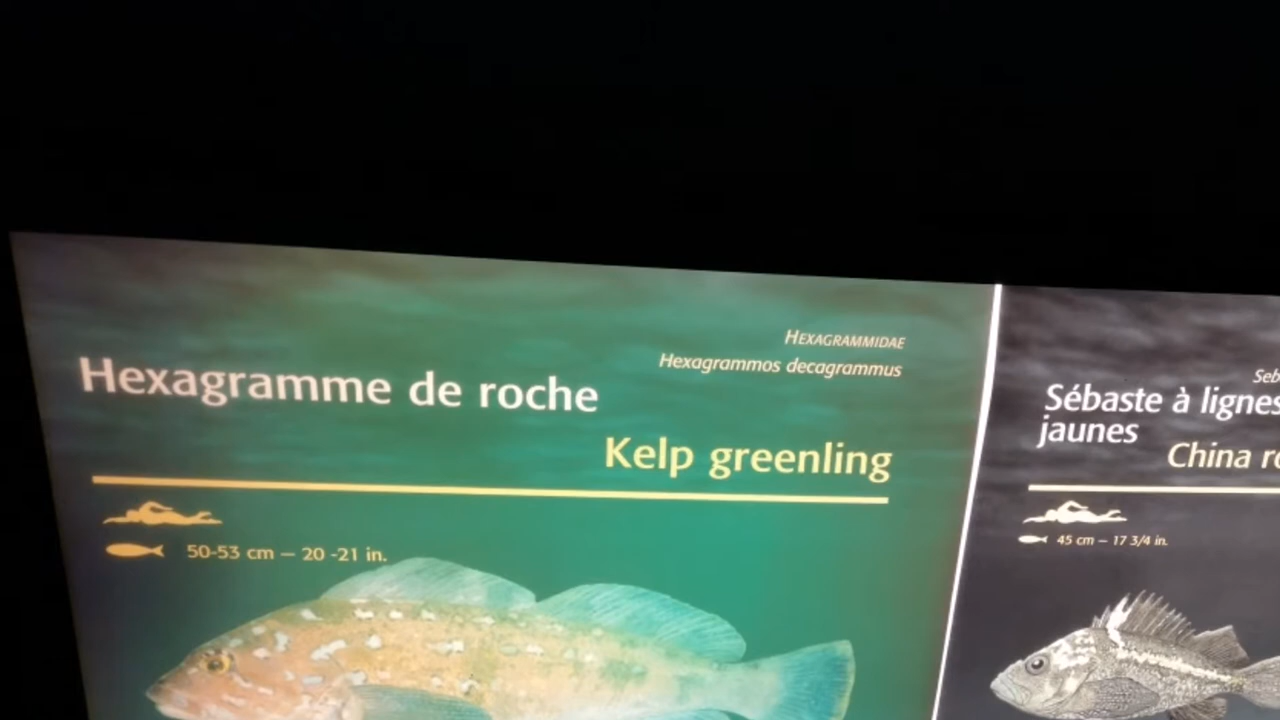 HEXAGRAMMIDAE
Hexagrammos decagrammus
Hexagramme de roche
Kelp greenling
50-53 cm – 20 -21 in.
Sébaste à lignes
jaunes
China
45 cm – 17 3/4 in.